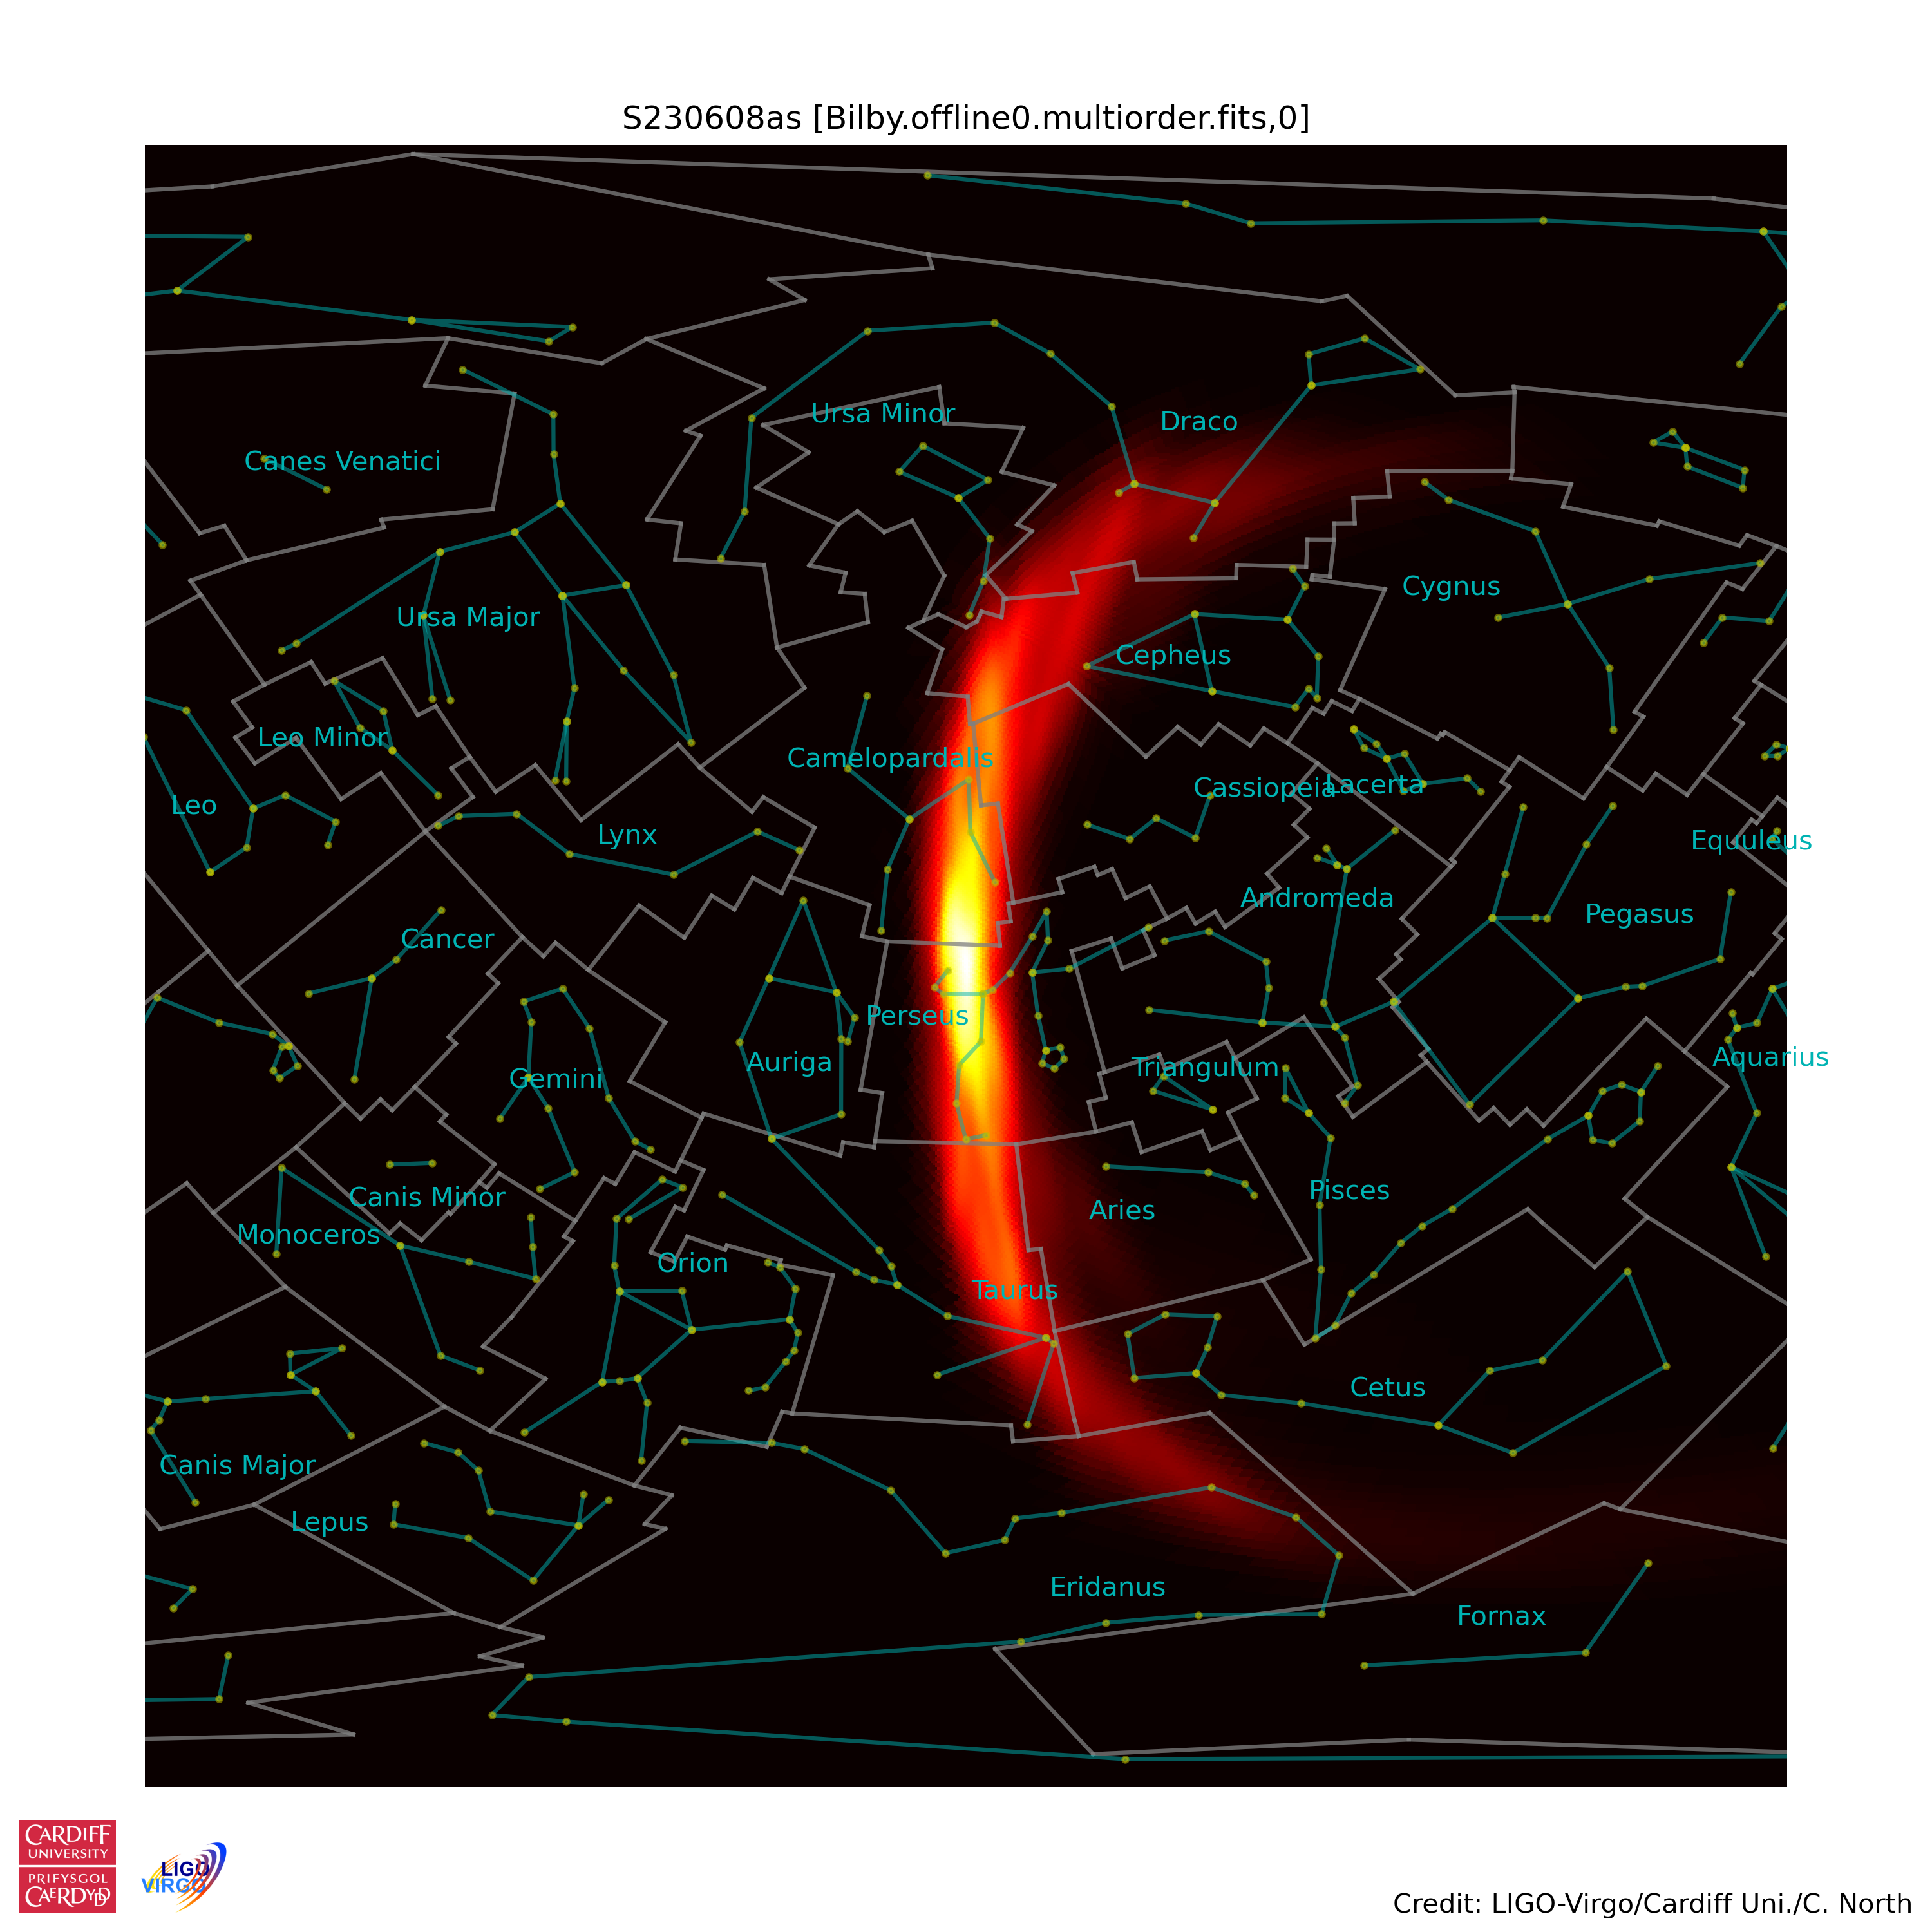 S230608as [Bilby.offline0.multiorder.fits,0]
Ursa Minor
Draco
Canes Venatici
Cygnus
Ursa Major
Cepheus
Leo Minor
Camelopardalis
Cassiopeia
Lacerta
Leo
Lynx
Equuleus
Andromeda
Pegasus
Cancer
Perseus
Auriga
Triangulum
Aquarius
Gemini
Canis Minor
Pisces
Aries
Monoceros
Orion
Taurus
Cetus
Canis Major
Lepus
Eridanus
Fornax
CARDIFF
UNIVERSITY
PRIFYSGOL
CAERDYDD
LIGO
VIRGO
Credit: LIGO-Virgo/Cardiff Uni./C. North